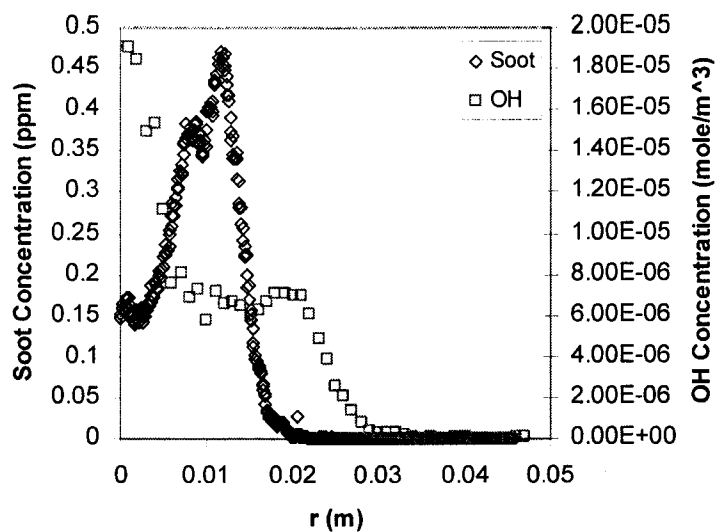 Soot Concentration (ppm)
0.5
0.45
0.4
0.35
0.3
0.25
0.2
0.15
0.1
0.05
0
Soot
OH
2.00E-05
1.80E-05
1.60E-05
1.40E-05
1.20E-05
1.00E-05
8.00E-06
6.00E-06
4.00E-06
2.00E-06
0.00E+00
OH Concentration (mole/m^3)
0 0.01 0.02 0.03 0.04 0.05
r (m)